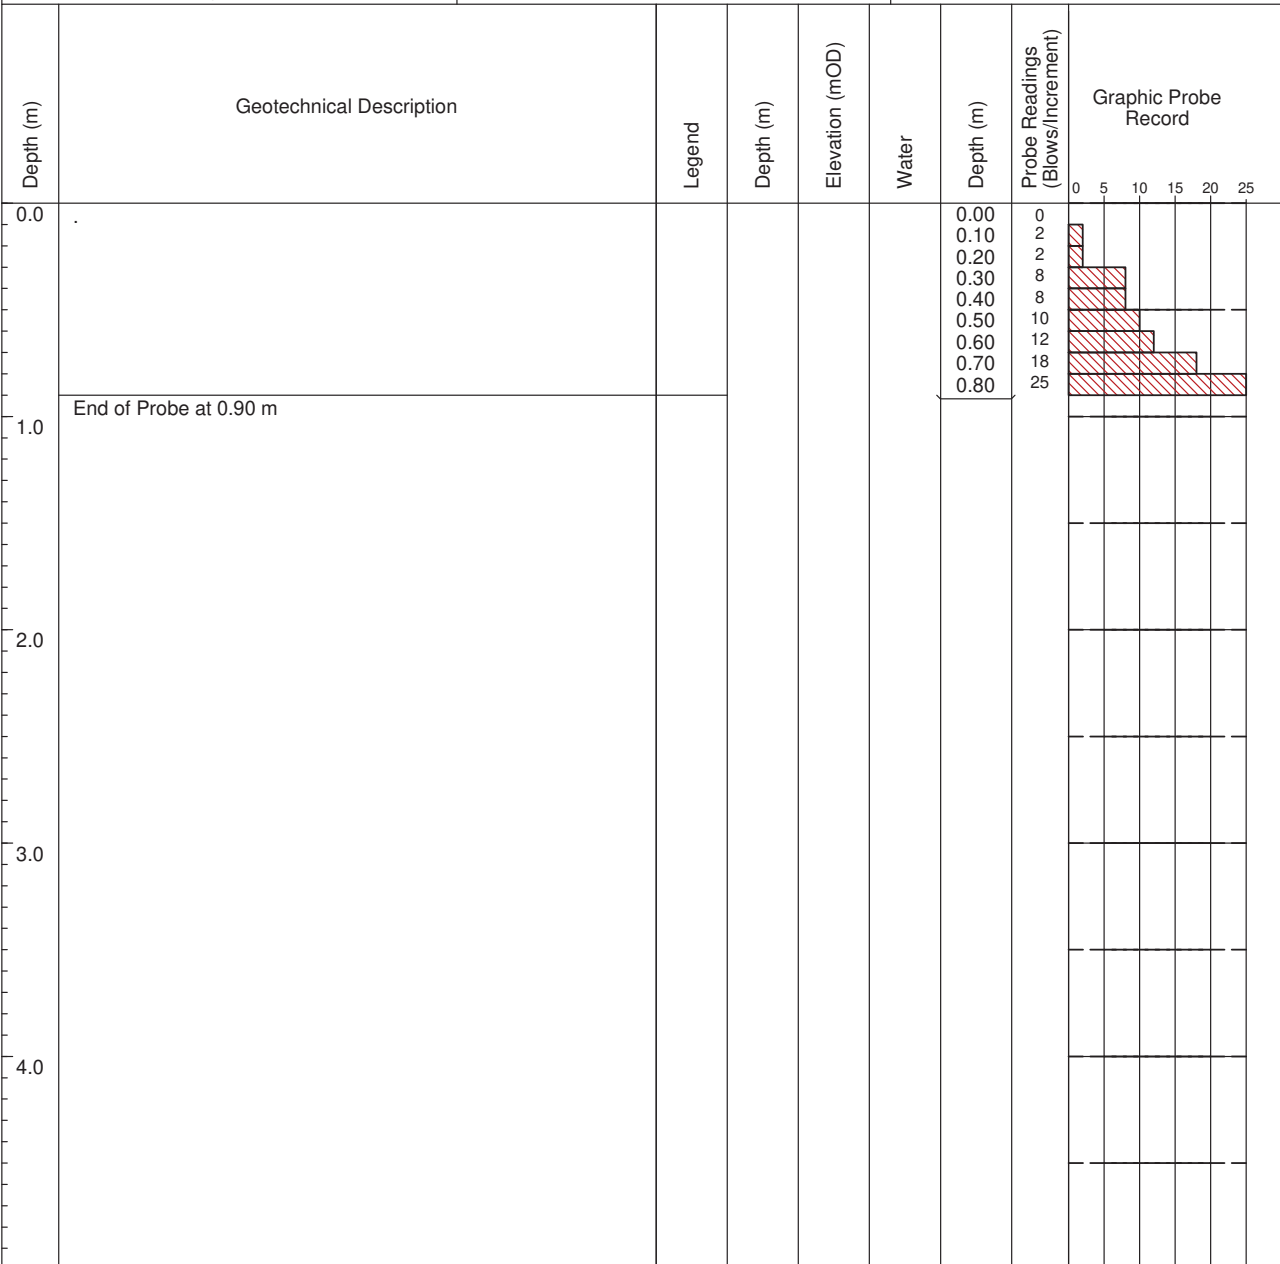 Depth (m)
Geotechnical Description
Legend
Depth (m)
Elevation (mOD)
Water
Depth (m)
Probe Readings
(Blows/Increment)
Graphic Probe
Record
0 5 10 15 20 25
0.0 . 0.00 0
0.10 2
0.20 2
0.30 8
0.40 8
0.50 10
0.60 12
0.70 18
0.80 25
End of Probe at 0.90 m
1.0
2.0
3.0
4.0